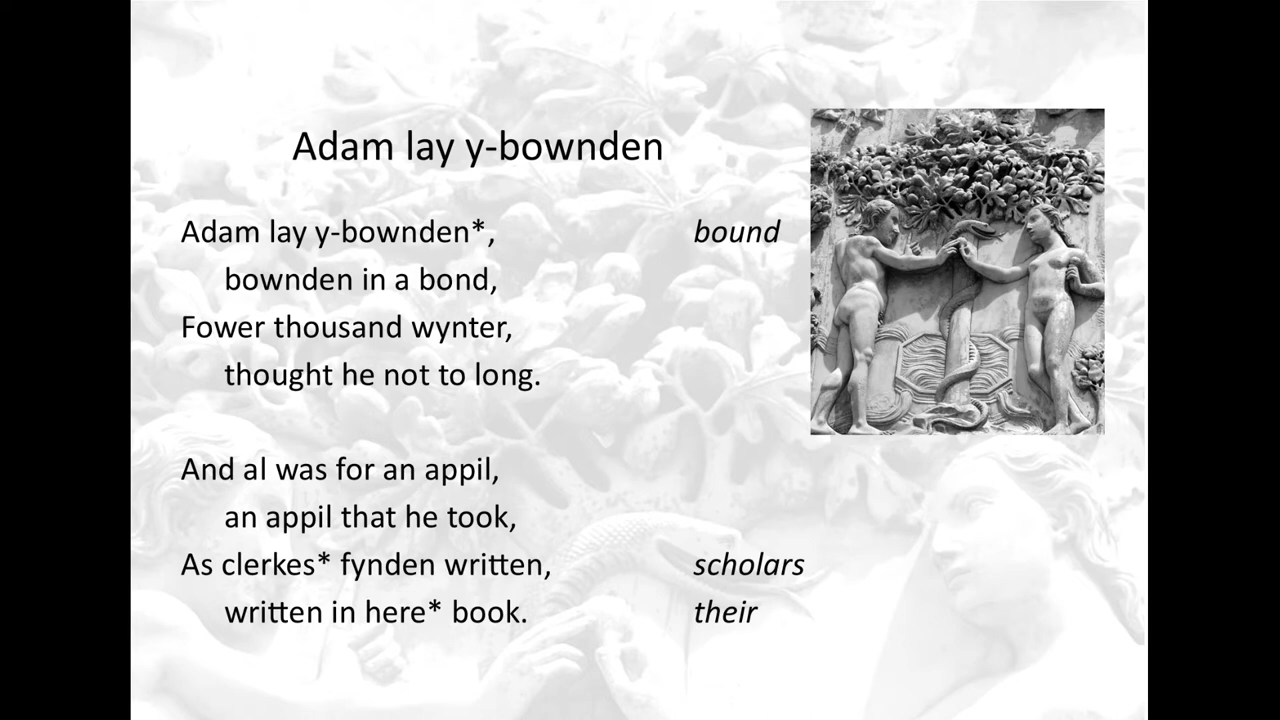 Adam lay y-bownden
Adam lay y-bownden*, bound
bownden in a bond,
Fower thousand wynter,
thought he not to long.
And al was for an appil,
an appil that he took,
As clerkes* fynden written, scholars
written in here* book. their